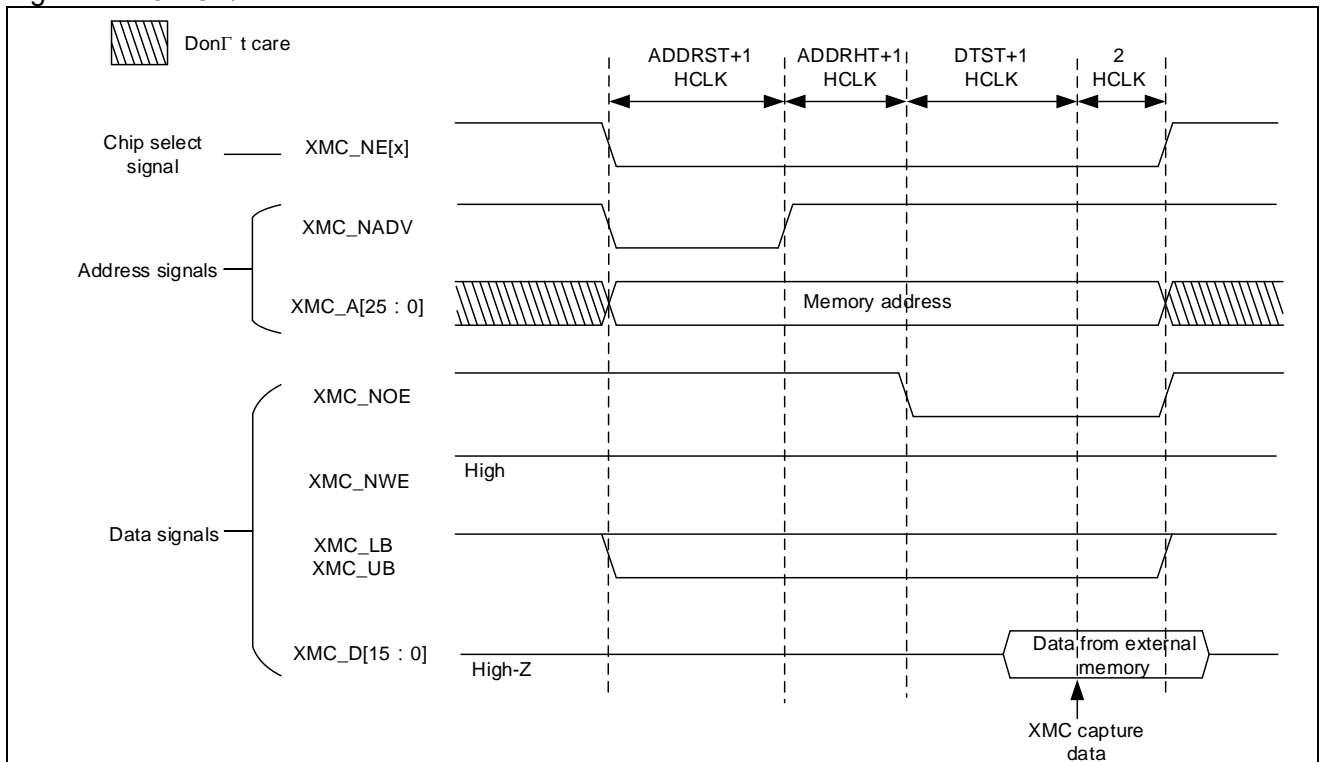 DonΓ t care
ADDRST+1
HCLK
ADDRHT+1
HCLK
DTST+1
HCLK
2
HCLK
Chip select
signal
XMC_NE[x]
XMC_NADV
Address signals
XMC_A[25 : 0]
Memory address
XMC_NOE
High
XMC_NWE
Data signals
XMC_LB
XMC_UB
XMC_D[15 : 0]
High-Z
Data from external
memory
XMC capture
data